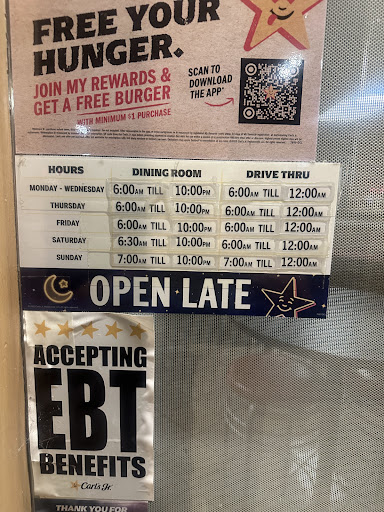 FREE YOUR
HUNGER.
JOIN MY REWARDS &
GET A FREE BURGER
WITH MINIMUM $1 PURCHASE
SCAN TO
DOWNLOAD
THE APP*
HOURS DINING ROOM DRIVE THRU
MONDAY - WEDNESDAY 6:00AM TILL 10:00PM 6:00AM TILL 12:00AM
THURSDAY 6:00AM TILL 10:00PM 6:00AM TILL 12:00AM
FRIDAY 6:00AM TILL 10:00PM 6:00AM TILL 12:00AM
SATURDAY 6:30AM TILL 10:00PM 6:00AM TILL 12:00AM
SUNDAY 7:00AM TILL 10:00PM 7:00AM TILL 12:00AM
OPEN LATE
ACCEPTING
EBT
BENEFITS
Carl's Jr.
THANK YOU FOR